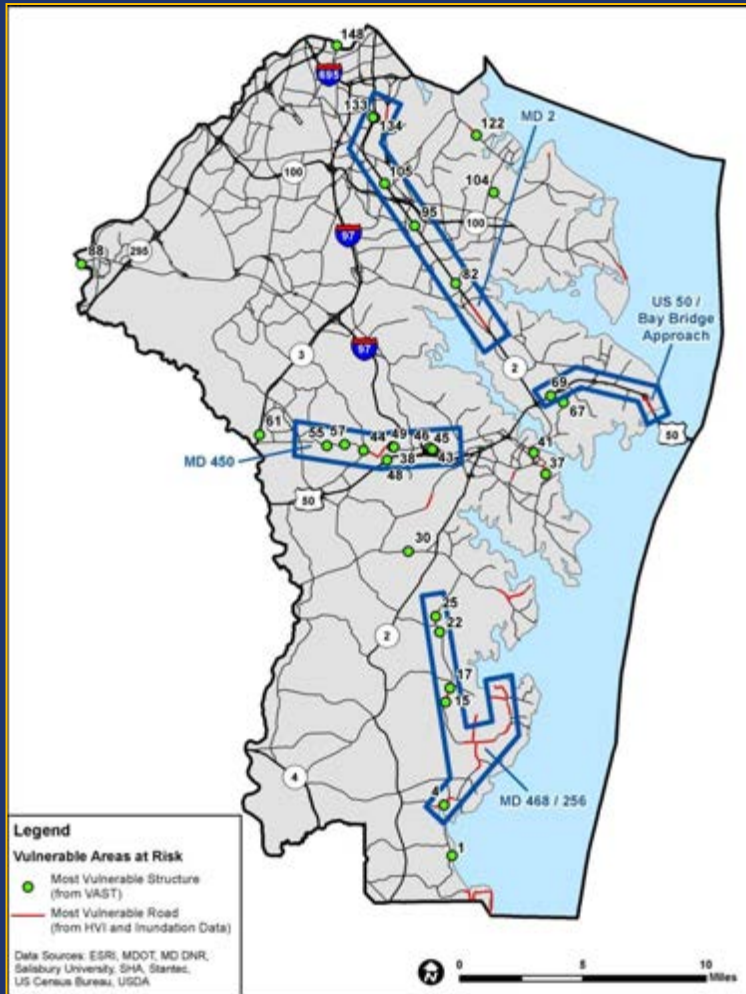 148
695
133
134
122
MD 2
105
104
100
95
100
97
88
295
82
US 50 /
Bay Bridge
Approach
97
3
2
69
67
50
61
55
57
44
49
46
45
41
MD 450
38
43
48
37
50
30
25
2
22
17
15
4
4
MD 468 / 256
1
Legend
Vulnerable Areas at Risk
Most Vulnerable Structure
(from VAST)
Most Vulnerable Road
(from HVI and Inundation Data)
Data Sources: ESRI, MDOT, MD DNR,
Salisbury University, SHA, Stantec,
US Census Bureau, USDA
0 5 10
Miles